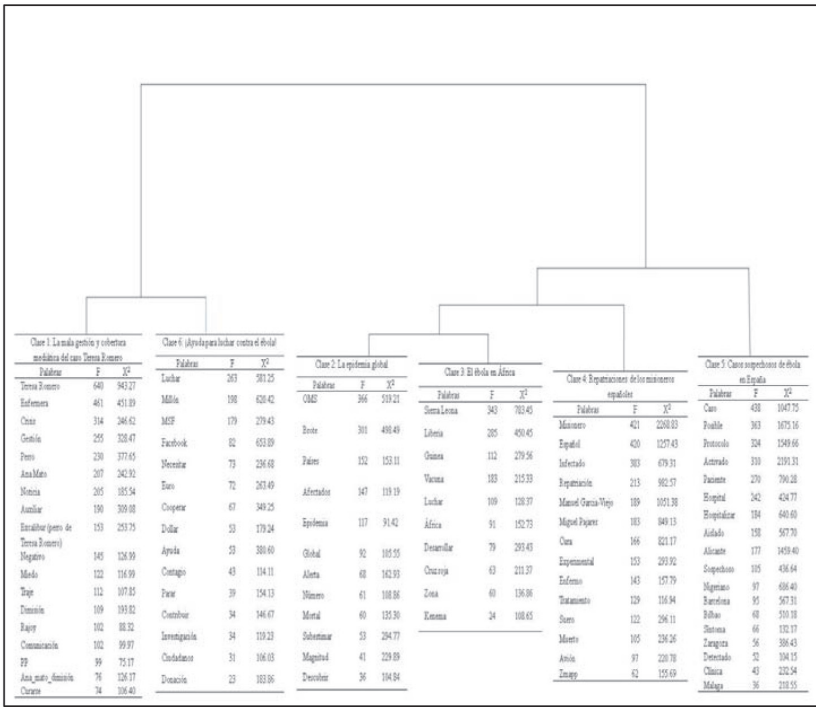 Clase 1: La mala gestión y cobertura
mediática del caso Teresa Romero
Palabras F X²
Teresa Romero 640 943.27
Enfermera 461 451.89
Crisis 314 246.62
Gestión 255 328.47
Perro 230 377.65
Ana Mato 207 242.92
Noticia 205 185.54
Auxiliar 190 309.08
Excalibur (perro de 153 253.75
Teresa Romero)
Negativo 145 126.99
Miedo 122 116.99
Traje 112 107.85
Dimisión 109 193.82
Rajoy 102 88.32
Comunicación 102 99.97
PP 99 75.17
Ana_mato_dimisión 76 126.17
Curarse 74 106.40
Clase 6: ¡Ayuda para luchar contra el ébola!
Palabras F X²
Luchar 263 581.25
Millón 198 620.42
MSF 179 279.43
Facebook 82 653.89
Necesitar 73 236.68
Euro 72 263.49
Cooperar 67 349.25
Dollar 53 179.24
Ayuda 53 380.60
Contagio 43 114.11
Parar 39 154.13
Contribuir 34 146.67
Investigación 34 119.23
Ciudadanos 31 106.03
Donación 23 183.86
Clase 2: La epidemia global
Palabras F X²
OMS 366 519.21
Brote 301 498.49
Países 152 153.11
Afectados 147 119.19
Epidemia 117 91.42
Global 92 105.55
Alerta 68 162.93
Número 61 108.86
Mortal 60 135.30
Subestimar 53 294.77
Magnitud 41 229.89
Descubrir 36 104.84
Clase 3: El ébola en África
Palabras F X²
Sierra Leona 343 783.45
Liberia 285 450.45
Guinea 112 279.56
Vacuna 183 215.33
Luchar 109 128.37
África 91 152.73
Desarrollar 79 293.43
Cruz roja 63 211.37
Zona 60 136.86
Kenema 24 108.65
Clase 4: Repatriaciones de los misioneros
españoles
Palabras F X²
Misionero 421 2268.83
Español 420 1257.43
Infectado 383 679.31
Repatriación 213 982.57
Manuel García-Viejo 189 1051.38
Miguel Pajares 183 849.13
Cura 166 821.17
Experimental 153 293.92
Enfermo 143 157.79
Tratamiento 129 116.94
Suero 122 296.11
Muerto 105 236.26
Avión 97 220.78
Zmapp 62 155.69
Clase 5: Casos sospechosos de ébola
en España
Palabras F X²
Caso 438 1047.75
Posible 363 1675.16
Protocolo 324 1549.66
Activado 310 2191.31
Paciente 270 790.28
Hospital 242 424.77
Hospitalizar 184 640.60
Aislado 158 567.70
Alicante 177 1459.40
Sospechoso 105 436.64
Nigeriano 97 686.40
Barcelona 95 567.31
Bilbao 68 510.18
Síntoma 66 132.17
Zaragoza 56 386.43
Detectado 52 104.15
Clínica 43 232.54
Málaga 36 218.55